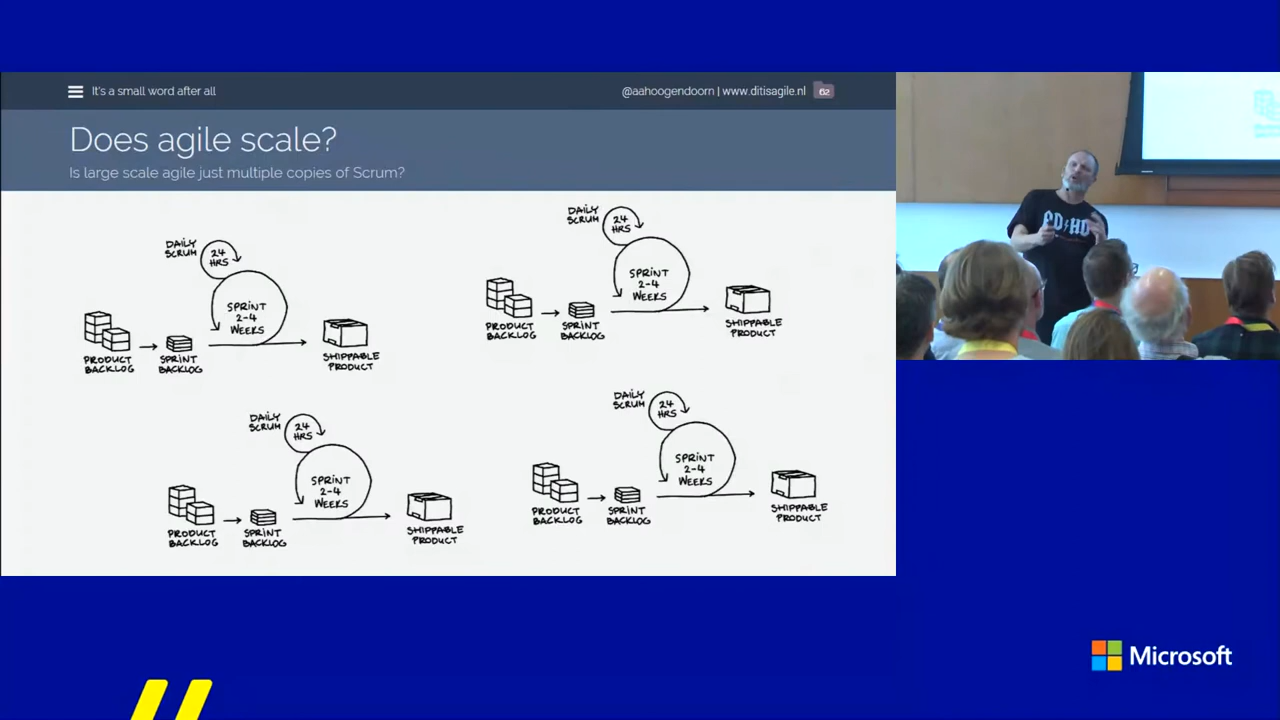 It's a small word after all
@aahoogendoorn | www.ditisagile.nl
62
Does agile scale?
Is large scale agile just multiple copies of Scrum?
DAILY
SCRUM
24
HRS
SPRINT
2-4
WEEKS
PRODUCT
BACKLOG
SPRINT
BACKLOG
SHIPPABLE
PRODUCT
DAILY
SCRUM
24
HRS
SPRINT
2-4
WEEKS
PRODUCT
BACKLOG
SPRINT
BACKLOG
SHIPPABLE
PRODUCT
DAILY
SCRUM
24
HRS
SPRINT
2-4
WEEKS
PRODUCT
BACKLOG
SPRINT
BACKLOG
SHIPPABLE
PRODUCT
DAILY
SCRUM
24
HRS
SPRINT
2-4
WEEKS
PRODUCT
BACKLOG
SPRINT
BACKLOG
SHIPPABLE
PRODUCT
Microsoft